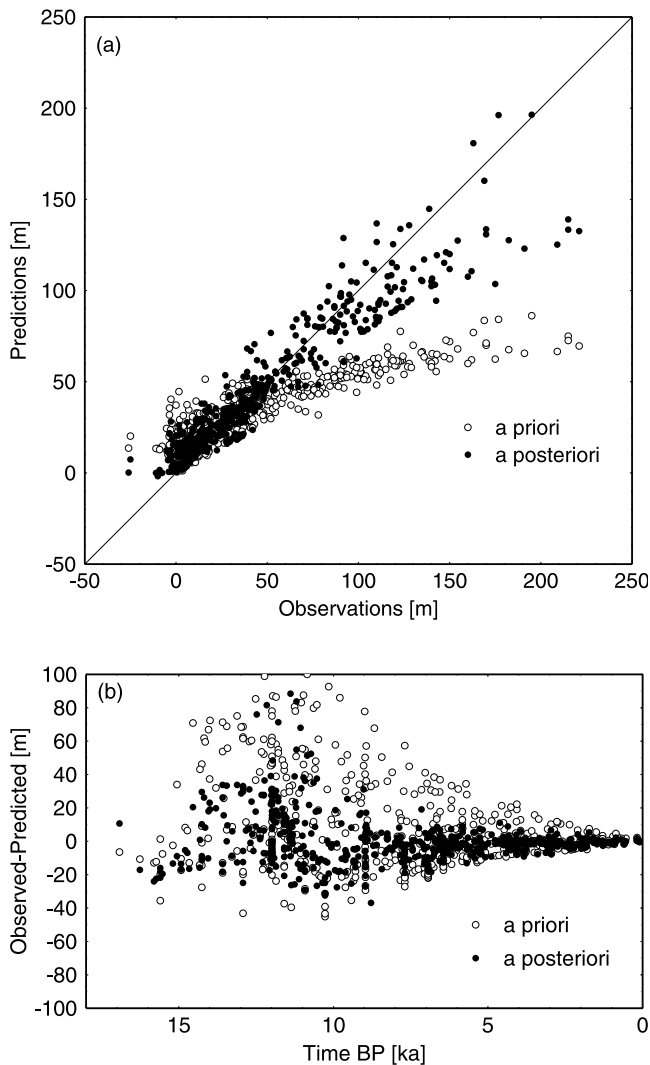 250
(a)
200
150
100
50
0
-50
Predictions [m]
a priori
a posteriori
-50 0 50 100 150 200 250
Observations [m]
100
(b)
80
60
40
20
0
-20
-40
-60
-80
-100
Observed-Predicted [m]
a priori
a posteriori
15 10 5 0
Time BP [ka]